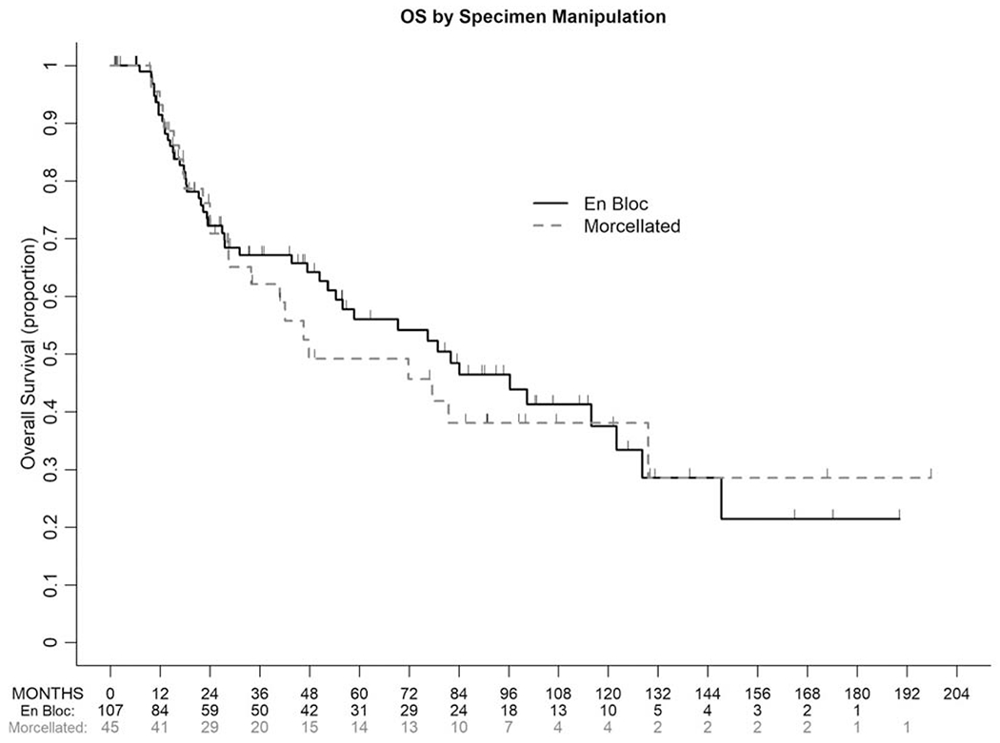 OS by Specimen Manipulation
Overall Survival (proportion)
1
0.9
0.8
0.7
0.6
0.5
0.4
0.3
0.2
0.1
0
En Bloc
Morcellated
MONTHS 0 12 24 36 48 60 72 84 96 108 120 132 144 156 168 180 192 204
En Bloc: 107 84 59 50 42 31 29 24 18 13 10 5 4 3 2 1
Morcellated: 45 41 29 20 15 14 13 10 7 4 4 2 2 2 2 1 1